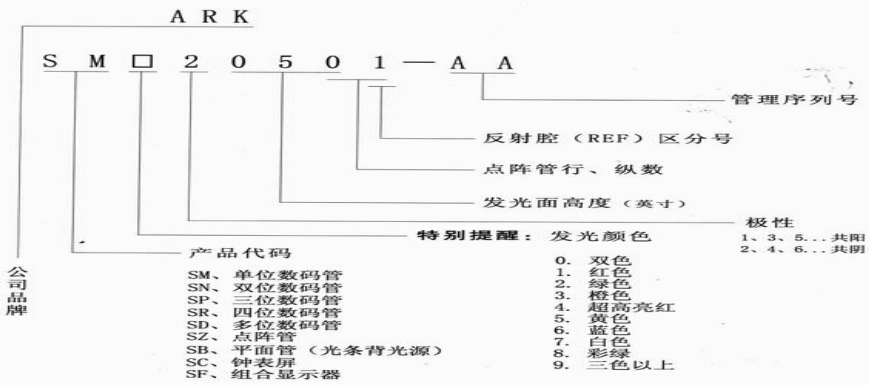 ARK
SM□20501—AA
管理序列号
反射腔（REF）区分号
点阵管行、纵数
发光面高度（英寸）
极性
1、3、5...共阳
2、4、6...共阴
特别提醒：发光颜色
0. 双色
1. 红色
2. 绿色
3. 橙色
4. 超高亮红
5. 黄色
6. 蓝色
7. 白色
8. 彩绿
9. 三色以上
产品代码
SM、单位数码管
SN、双位数码管
SP、三位数码管
SR、四位数码管
SD、多位数码管
SZ、点阵管
SB、平面管（光条背光源）
SC、钟表屏
SF、组合显示器
公司品牌